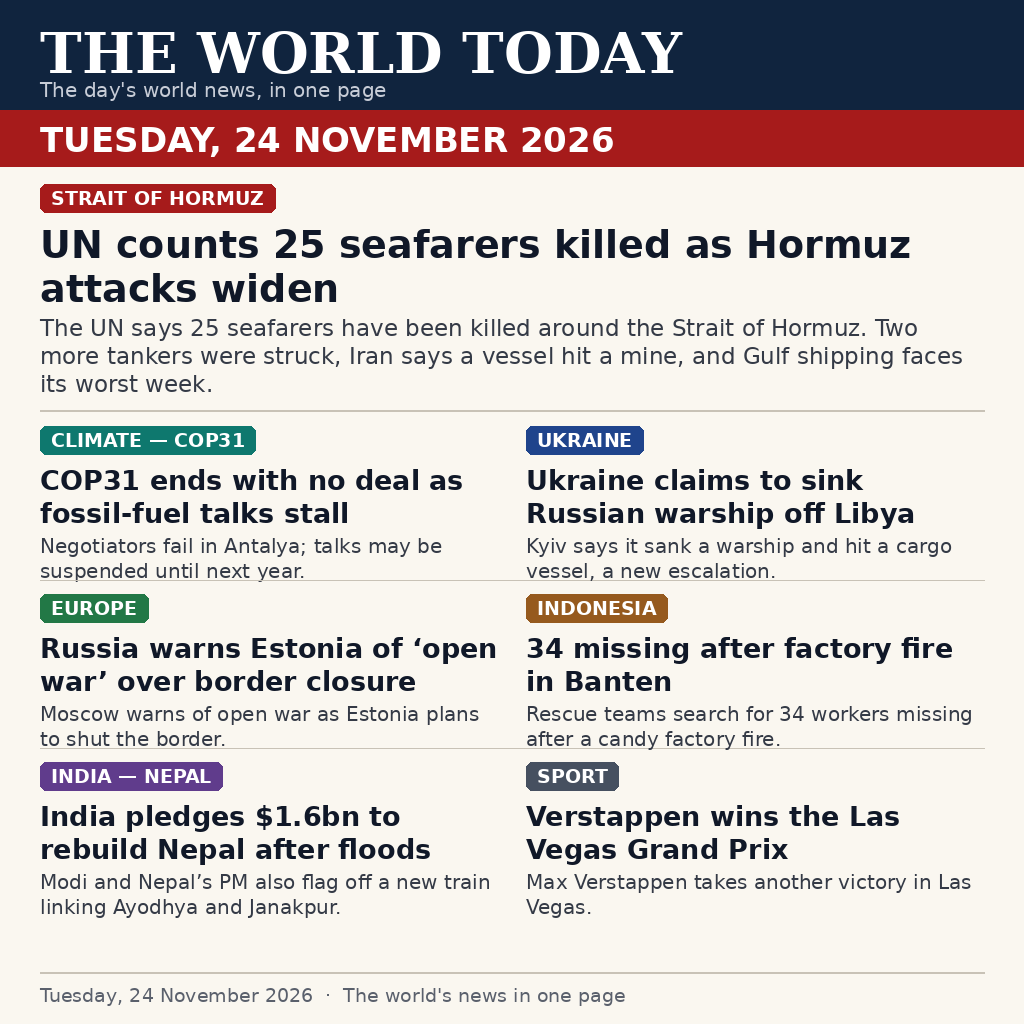 THE WORLD TODAY
The day's world news, in one page
TUESDAY, 24 NOVEMBER 2026
STRAIT OF HORMUZ
UN counts 25 seafarers killed as Hormuz
attacks widen
The UN says 25 seafarers have been killed around the Strait of Hormuz. Two
more tankers were struck, Iran says a vessel hit a mine, and Gulf shipping faces
its worst week.
CLIMATE — COP31
COP31 ends with no deal as
fossil-fuel talks stall
Negotiators fail in Antalya; talks may be
suspended until next year.
UKRAINE
Ukraine claims to sink
Russian warship off Libya
Kyiv says it sank a warship and hit a cargo
vessel, a new escalation.
EUROPE
Russia warns Estonia of ‘open
war’ over border closure
Moscow warns of open war as Estonia plans
to shut the border.
INDONESIA
34 missing after factory fire
in Banten
Rescue teams search for 34 workers missing
after a candy factory fire.
INDIA — NEPAL
India pledges $1.6bn to
rebuild Nepal after floods
Modi and Nepal’s PM also flag off a new train
linking Ayodhya and Janakpur.
SPORT
Verstappen wins the Las
Vegas Grand Prix
Max Verstappen takes another victory in Las
Vegas.
Tuesday, 24 November 2026 · The world's news in one page